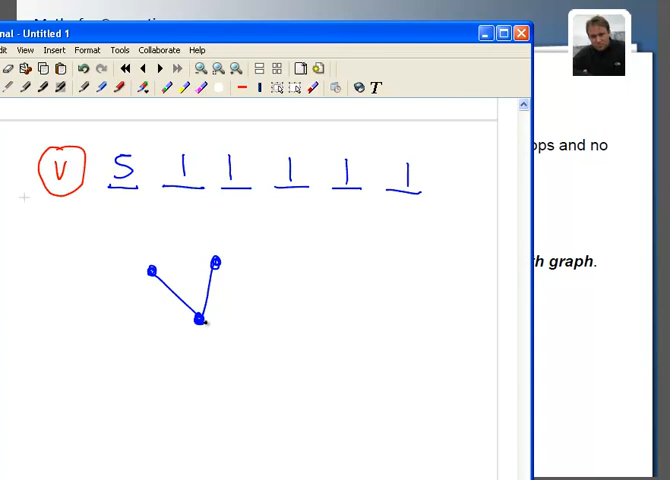 nal - Untitled 1
dit View Insert Format Tools Collaborate Help
T
ops and no
V 5 1 1 1 1 1
th graph.